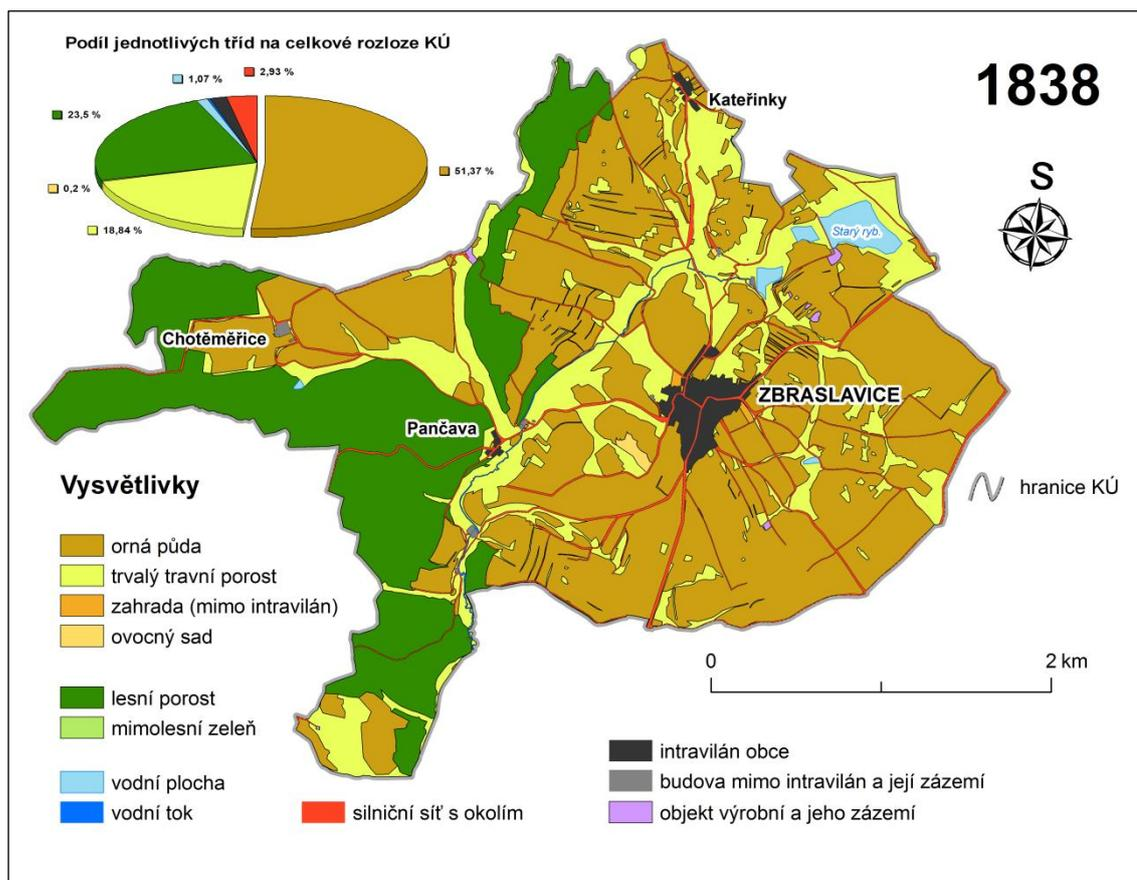 Podíl jednotlivých tříd na celkové rozloze KÚ
1838
1,07 %
2,93 %
23,5 %
0,2 %
51,37 %
18,84 %
Kateřinky
S
Starý ryb.
Chotěměřice
ZBRASLAVICE
Pančava
hranice KÚ
Vysvětlivky
orná půda
trvalý travní porost
zahrada (mimo intravilán)
ovocný sad
lesní porost
mimolesní zeleň
vodní plocha
vodní tok
silniční síť s okolím
0 2 km
intravilán obce
budova mimo intravilán a její zázemí
objekt výrobní a jeho zázemí